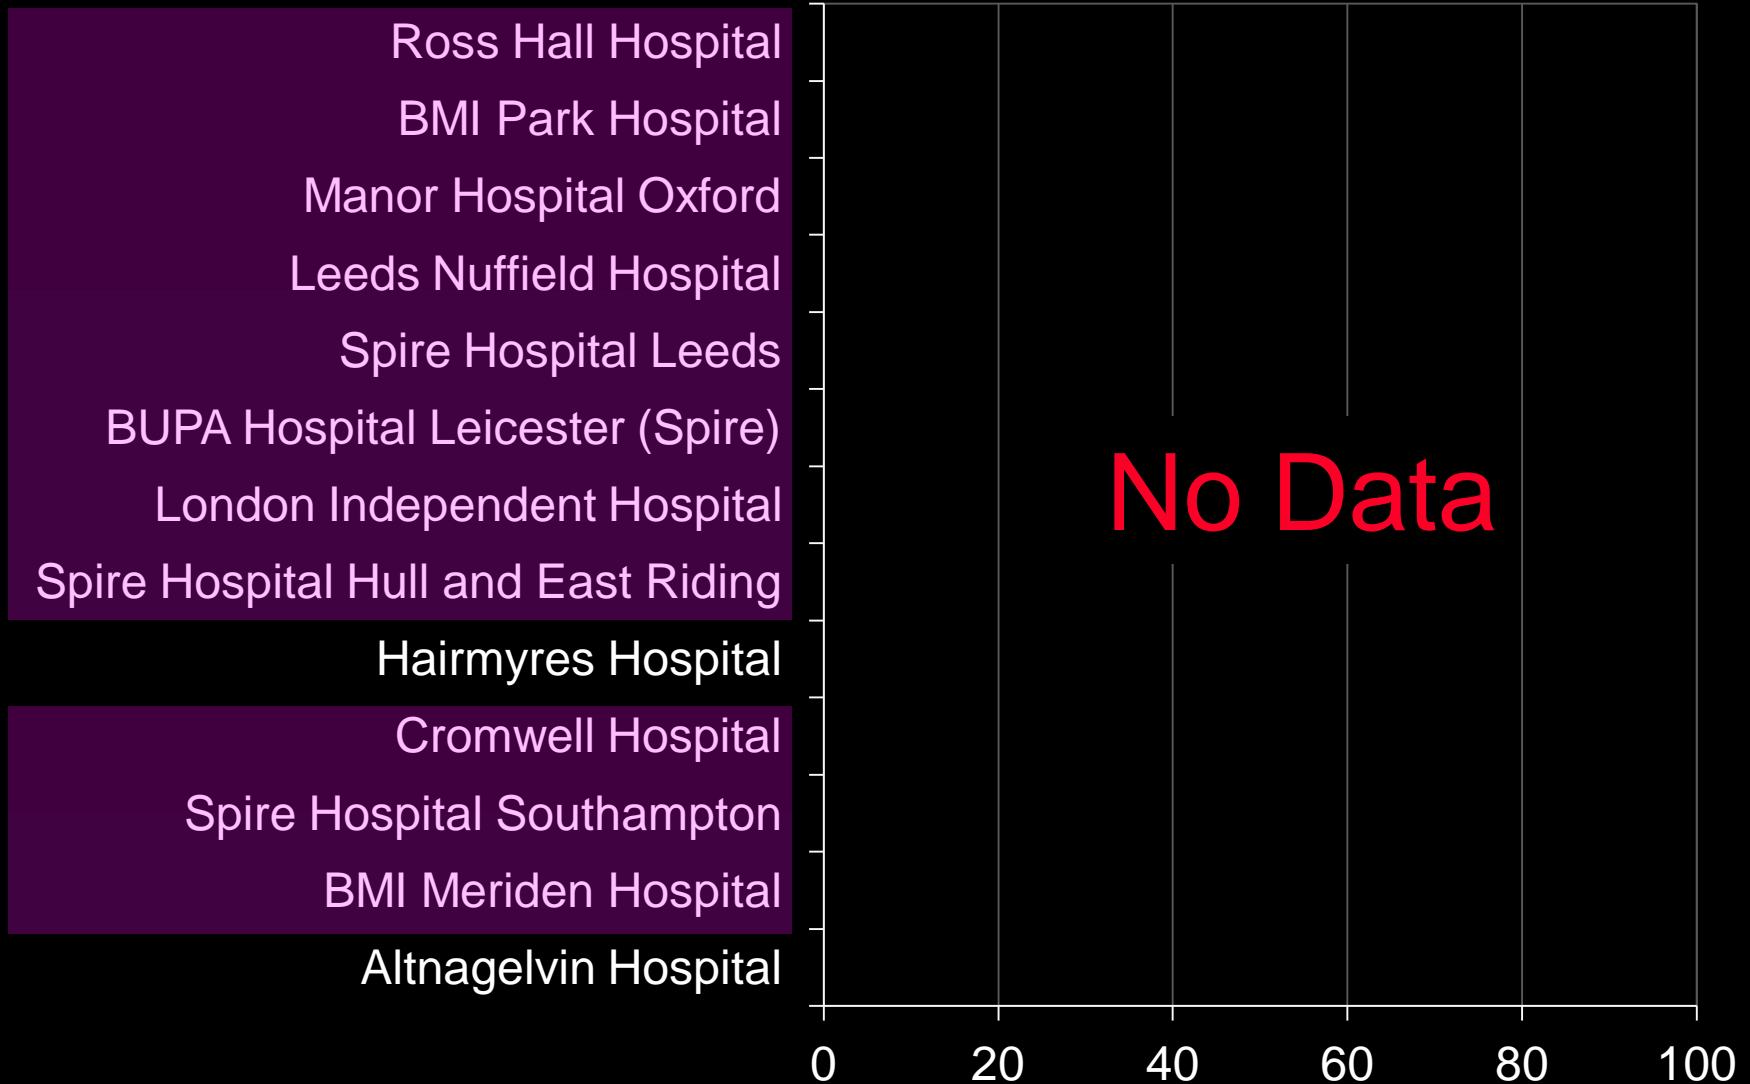 Ross Hall Hospital
BMI Park Hospital
Manor Hospital Oxford
Leeds Nuffield Hospital
Spire Hospital Leeds
BUPA Hospital Leicester (Spire)
London Independent Hospital
Spire Hospital Hull and East Riding
Hairmyres Hospital
Cromwell Hospital
Spire Hospital Southampton
BMI Meriden Hospital
Altnagelvin Hospital
No Data
0 20 40 60 80 100